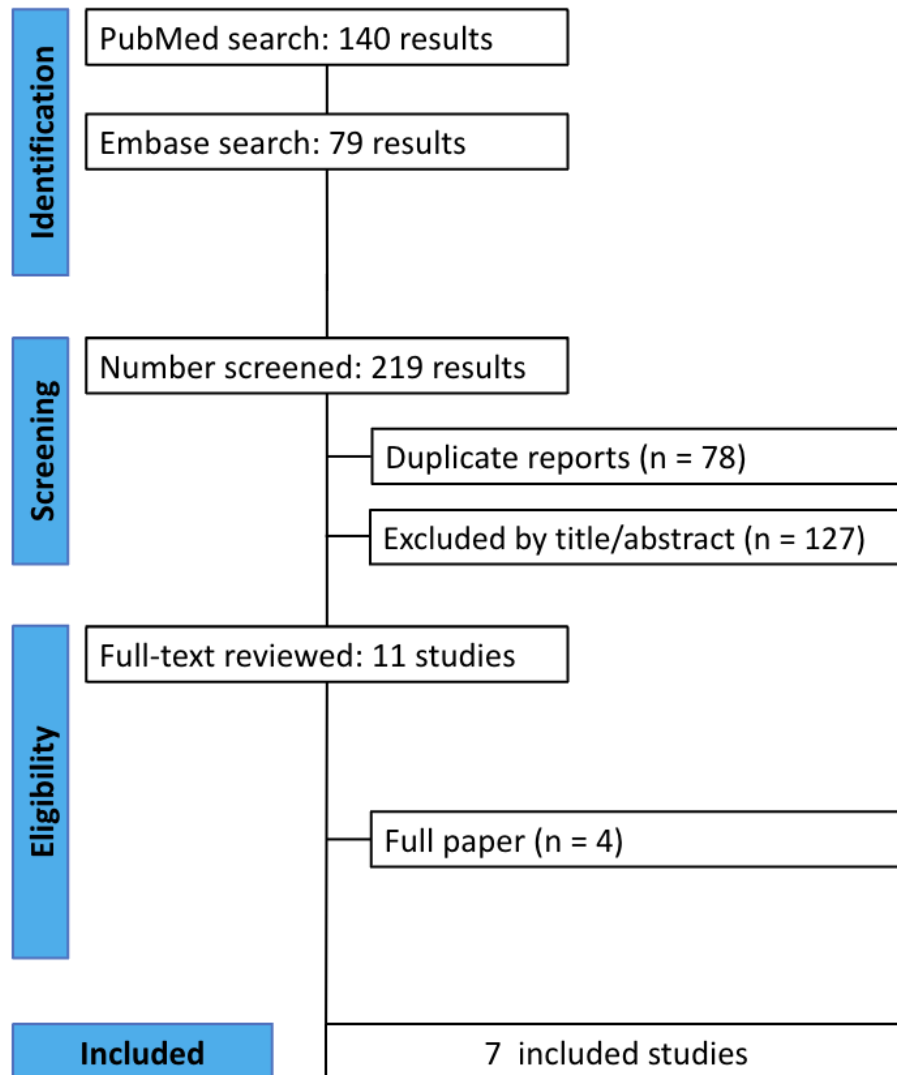 Identification
PubMed search: 140 results
Embase search: 79 results
Screening
Number screened: 219 results
Duplicate reports (n = 78)
Excluded by title/abstract (n = 127)
Eligibility
Full-text reviewed: 11 studies
Full paper (n = 4)
Included
7 included studies